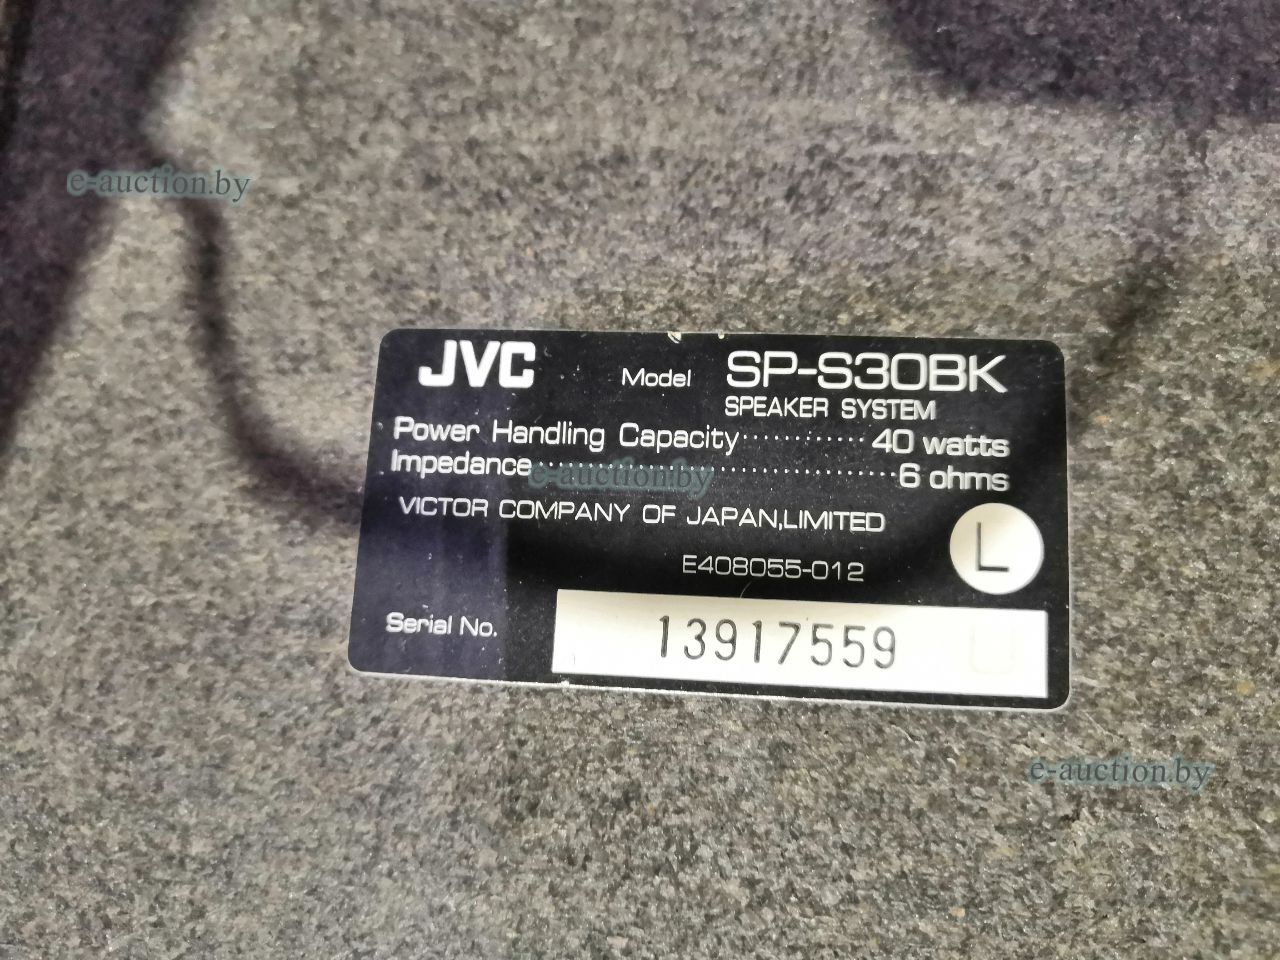 e-auction.by
JVC Model SP-S30BK
SPEAKER SYSTEM
Power Handling Capacity············40 watts
Impedance··································6 ohms
e-auction.by
VICTOR COMPANY OF JAPAN,LIMITED
L
E408055-012
Serial No. 13917559 U
e-auction.by